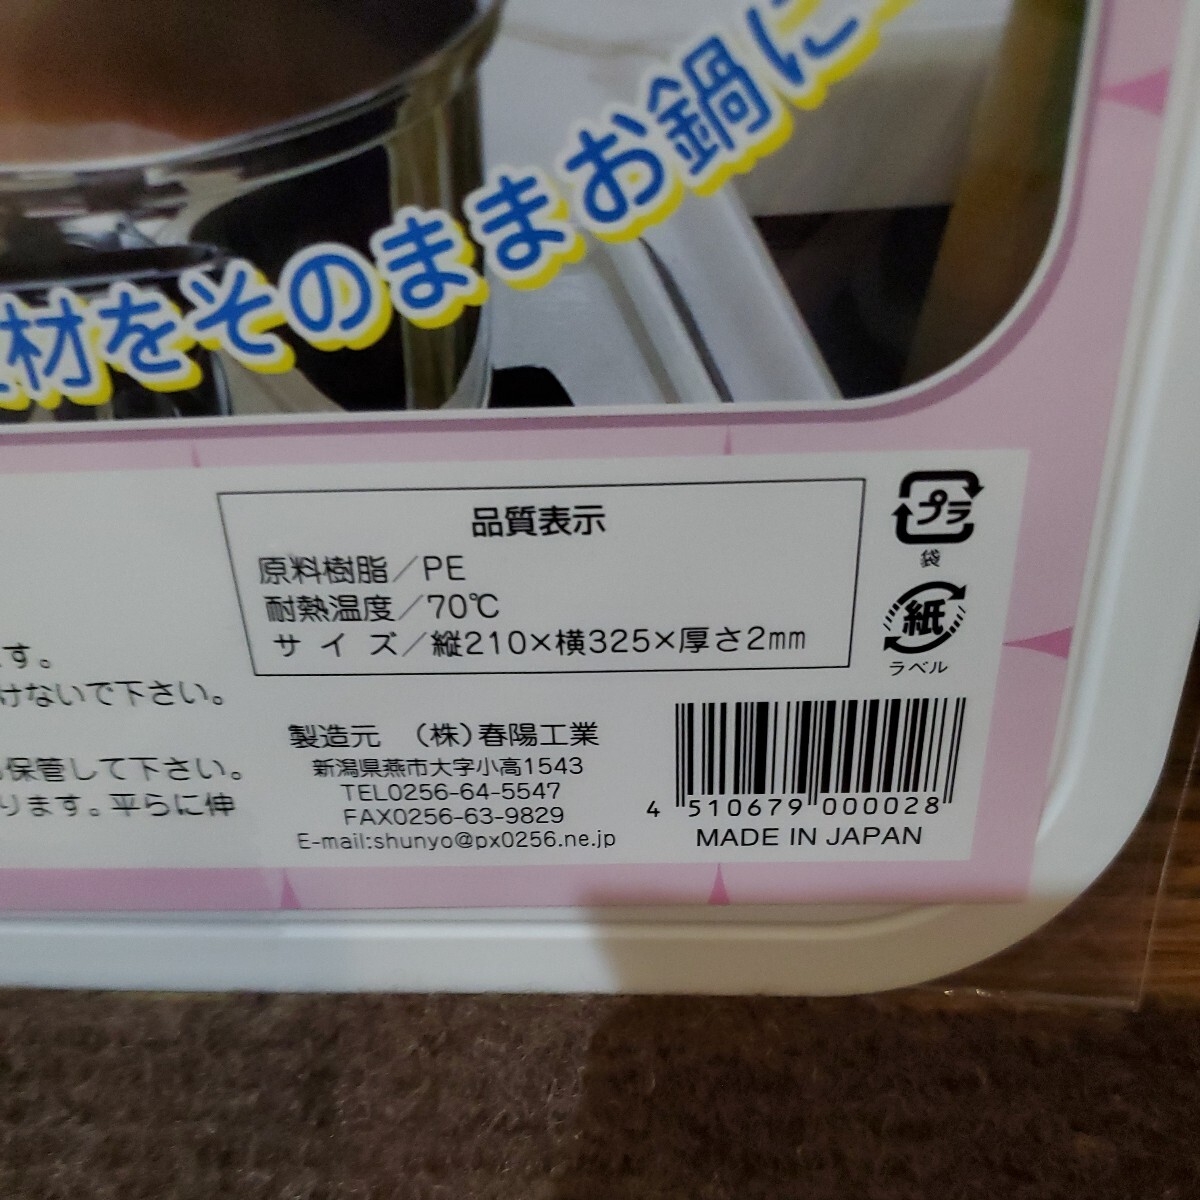 材をそのままお鍋に
品質表示
原料樹脂／PE
耐熱温度／70℃
サイズ／縦210×横325×厚さ2mm
プラ
袋
紙
ラベル
ます。
けないで下さい。
保管して下さい。
ります。平らに伸
製造元 （株）春陽工業
新潟県燕市大字小高1543
TEL0256-64-5547
FAX0256-63-9829
E-mail:shunyo@px0256.ne.jp
4 510679 000028
MADE IN JAPAN